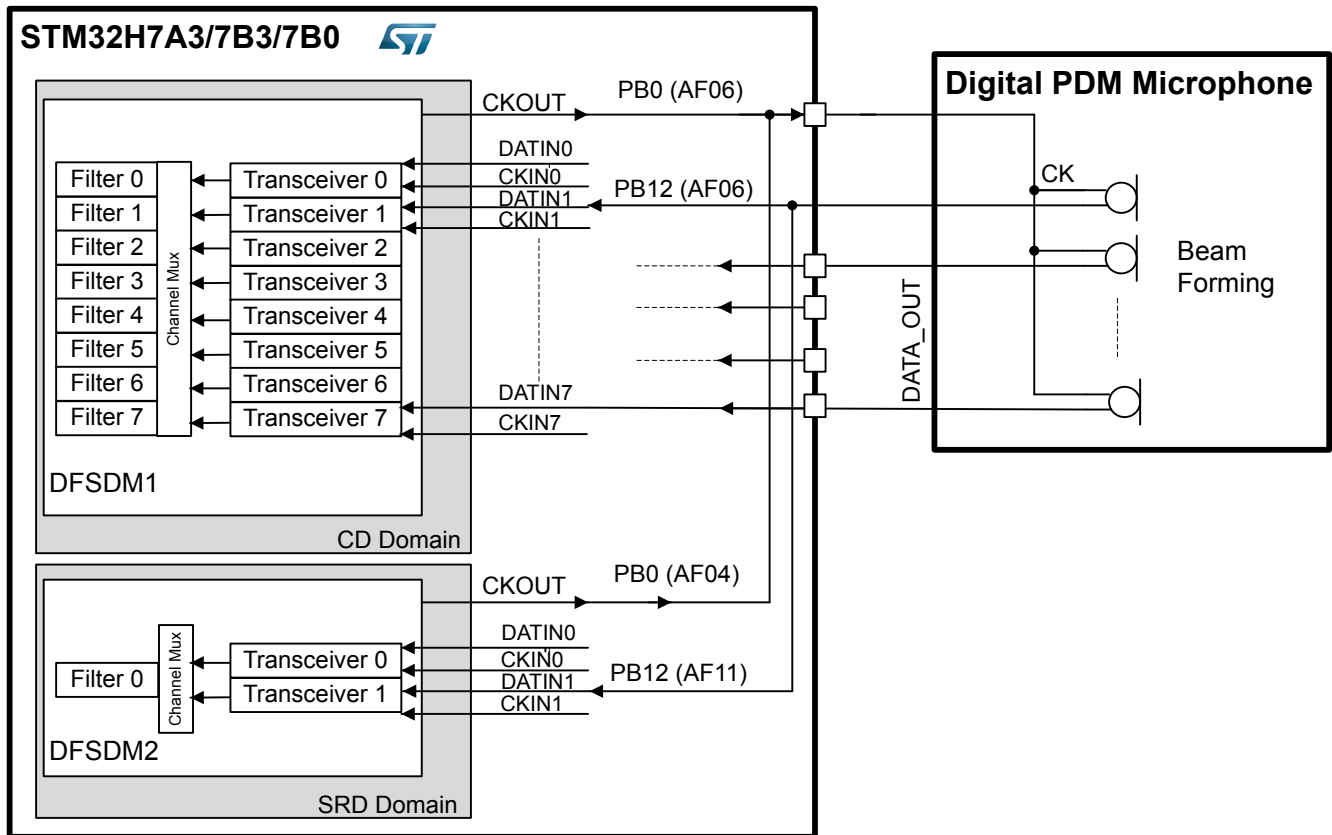 STM32H7A3/7B3/7B0
ST
Digital PDM Microphone
CKOUT
PB0 (AF06)
DATIN0
CKIN0
DATIN1
CKIN1
PB12 (AF06)
Filter 0
Filter 1
Filter 2
Filter 3
Filter 4
Filter 5
Filter 6
Filter 7
Channel Mux
Transceiver 0
Transceiver 1
Transceiver 2
Transceiver 3
Transceiver 4
Transceiver 5
Transceiver 6
Transceiver 7
DATIN7
CKIN7
DFSDM1
CD Domain
CK
Beam
Forming
DATA_OUT
CKOUT
PB0 (AF04)
DATIN0
CKIN0
DATIN1
CKIN1
PB12 (AF11)
Filter 0
Channel Mux
Transceiver 0
Transceiver 1
DFSDM2
SRD Domain